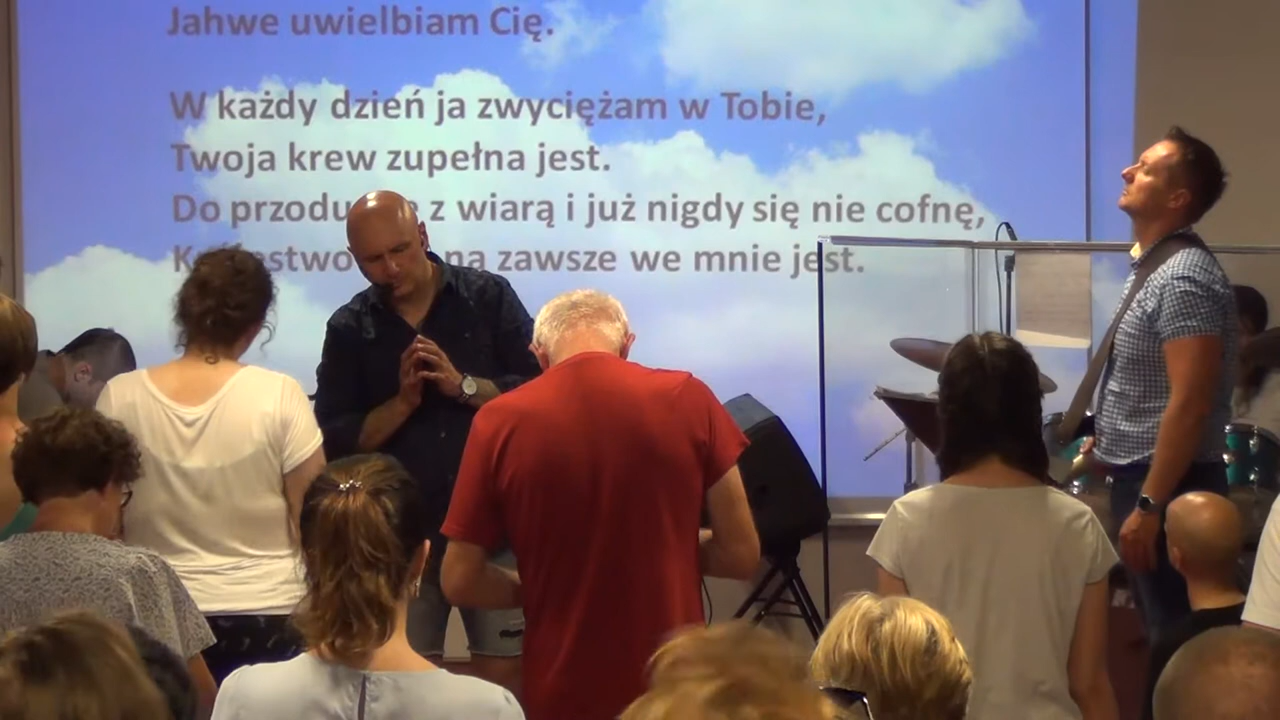 Jahwe uwielbiam Cię.
W każdy dzień ja zwyciężam w Tobie,
Twoja krew zupełna jest.
Do przodu z wiarą i już nigdy się nie cofnę,
na zawsze we mnie jest.